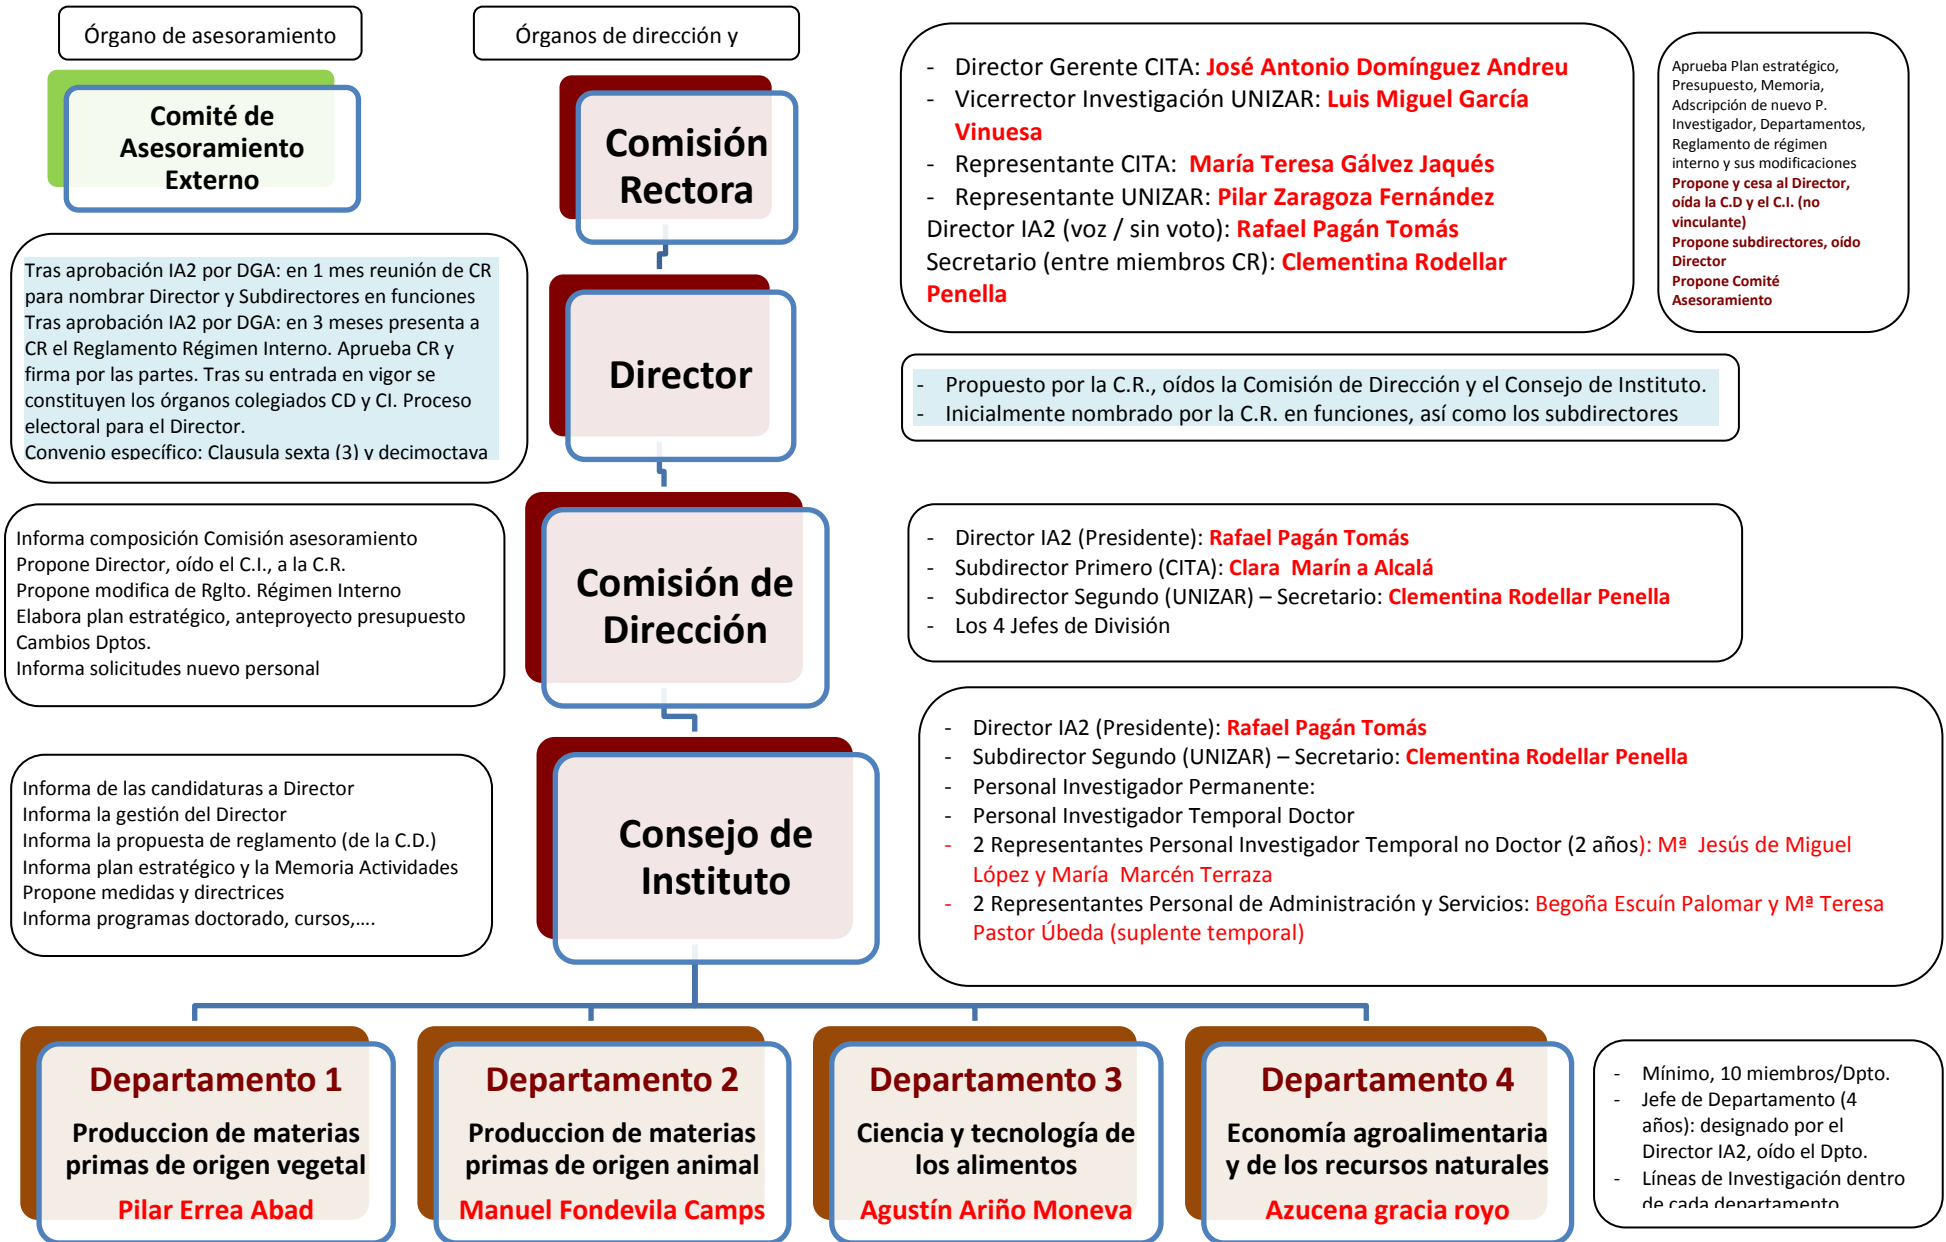 Órgano de asesoramiento
Órganos de dirección y
Comité de
Asesoramiento
Externo
Comisión
Rectora
- Director Gerente CITA: José Antonio Domínguez Andreu
- Vicerrector Investigación UNIZAR: Luis Miguel García
Vinuesa
- Representante CITA: María Teresa Gálvez Jaqués
- Representante UNIZAR: Pilar Zaragoza Fernández
Director IA2 (voz / sin voto): Rafael Pagán Tomás
Secretario (entre miembros CR): Clementina Rodellar
Penella
Aprueba Plan estratégico,
Presupuesto, Memoria,
Adscripción de nuevo P.
Investigador, Departamentos,
Reglamento de régimen
interno y sus modificaciones
Propone y cesa al Director,
oída la C.D y el C.I. (no
vinculante)
Propone subdirectores, oído
Director
Propone Comité
Asesoramiento
Tras aprobación IA2 por DGA: en 1 mes reunión de CR
para nombrar Director y Subdirectores en funciones
Tras aprobación IA2 por DGA: en 3 meses presenta a
CR el Reglamento Régimen Interno. Aprueba CR y
firma por las partes. Tras su entrada en vigor se
constituyen los órganos colegiados CD y CI. Proceso
electoral para el Director.
Convenio específico: Clausula sexta (3) y decimoctava
Director
- Propuesto por la C.R., oídos la Comisión de Dirección y el Consejo de Instituto.
- Inicialmente nombrado por la C.R. en funciones, así como los subdirectores
Informa composición Comisión asesoramiento
Propone Director, oído el C.I., a la C.R.
Propone modifica de Rglto. Régimen Interno
Elabora plan estratégico, anteproyecto presupuesto
Cambios Dptos.
Informa solicitudes nuevo personal
Comisión de
Dirección
- Director IA2 (Presidente): Rafael Pagán Tomás
- Subdirector Primero (CITA): Clara Marín a Alcalá
- Subdirector Segundo (UNIZAR) – Secretario: Clementina Rodellar Penella
- Los 4 Jefes de División
Informa de las candidaturas a Director
Informa la gestión del Director
Informa la propuesta de reglamento (de la C.D.)
Informa plan estratégico y la Memoria Actividades
Propone medidas y directrices
Informa programas doctorado, cursos,....
Consejo de
Instituto
- Director IA2 (Presidente): Rafael Pagán Tomás
- Subdirector Segundo (UNIZAR) – Secretario: Clementina Rodellar Penella
- Personal Investigador Permanente:
- Personal Investigador Temporal Doctor
- 2 Representantes Personal Investigador Temporal no Doctor (2 años): Mª Jesús de Miguel
López y María Marcén Terraza
- 2 Representantes Personal de Administración y Servicios: Begoña Escuín Palomar y Mª Teresa
Pastor Úbeda (suplente temporal)
Departamento 1
Produccion de materias
primas de origen vegetal
Pilar Errea Abad
Departamento 2
Produccion de materias
primas de origen animal
Manuel Fondevila Camps
Departamento 3
Ciencia y tecnología de
los alimentos
Agustín Ariño Moneva
Departamento 4
Economía agroalimentaria
y de los recursos naturales
Azucena gracia royo
- Mínimo, 10 miembros/Dpto.
- Jefe de Departamento (4
años): designado por el
Director IA2, oído el Dpto.
- Líneas de Investigación dentro
de cada departamento